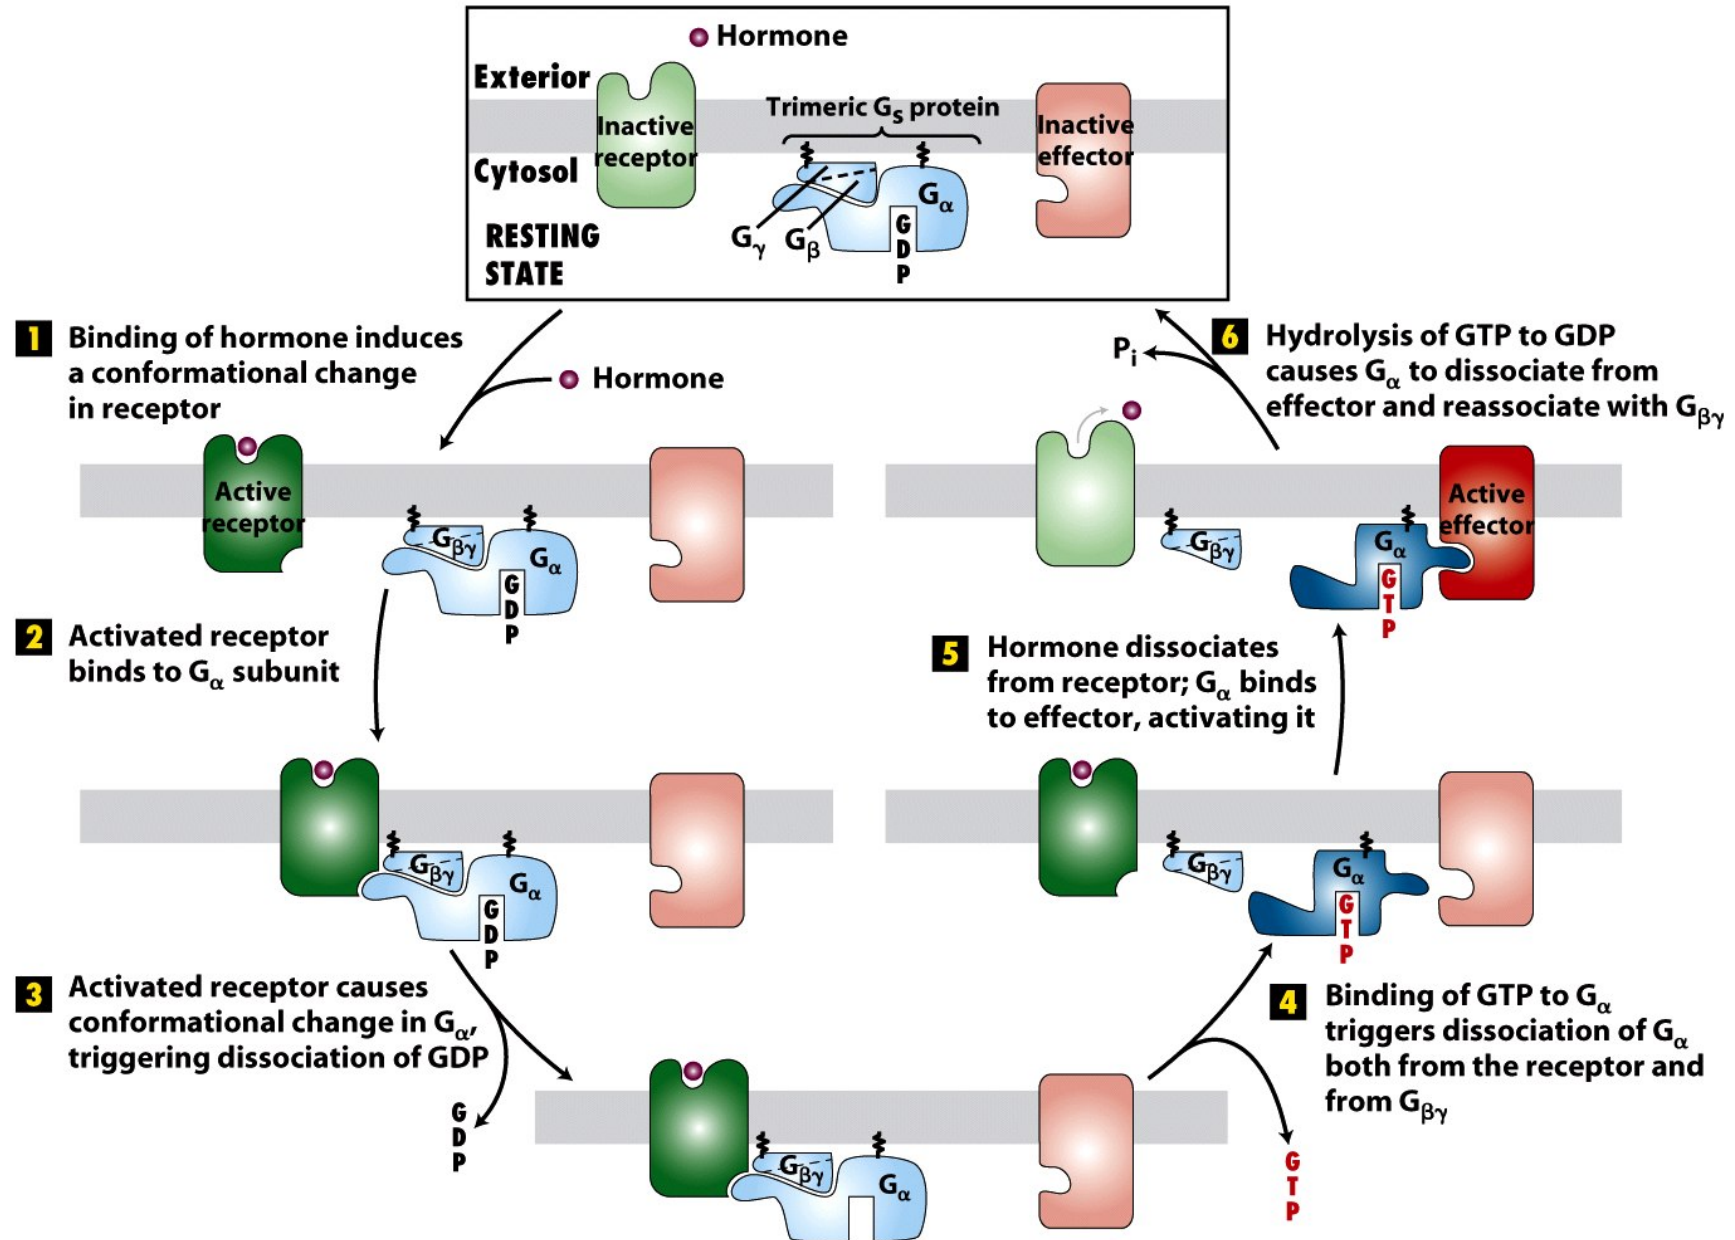 Hormone
Exterior
Trimeric Gs protein
Inactive
receptor
Inactive
effector
Cytosol
Gα
Gγ
Gβ
G
D
P
RESTING
STATE
1
Binding of hormone induces
a conformational change
in receptor
Hormone
Active
receptor
Gβγ
Gα
G
D
P
2
Activated receptor
binds to Gα subunit
Gβγ
Gα
G
D
P
3
Activated receptor causes
conformational change in Gα,
triggering dissociation of GDP
G
D
P
Gβγ
Gα
4
Binding of GTP to Gα
triggers dissociation of Gα
both from the receptor and
from Gβγ
G
T
P
Gβγ
Gα
G
T
P
5
Hormone dissociates
from receptor; Gα binds
to effector, activating it
Gβγ
Gα
G
T
P
Active
effector
6
Hydrolysis of GTP to GDP
causes Gα to dissociate from
effector and reassociate with Gβγ
Pi